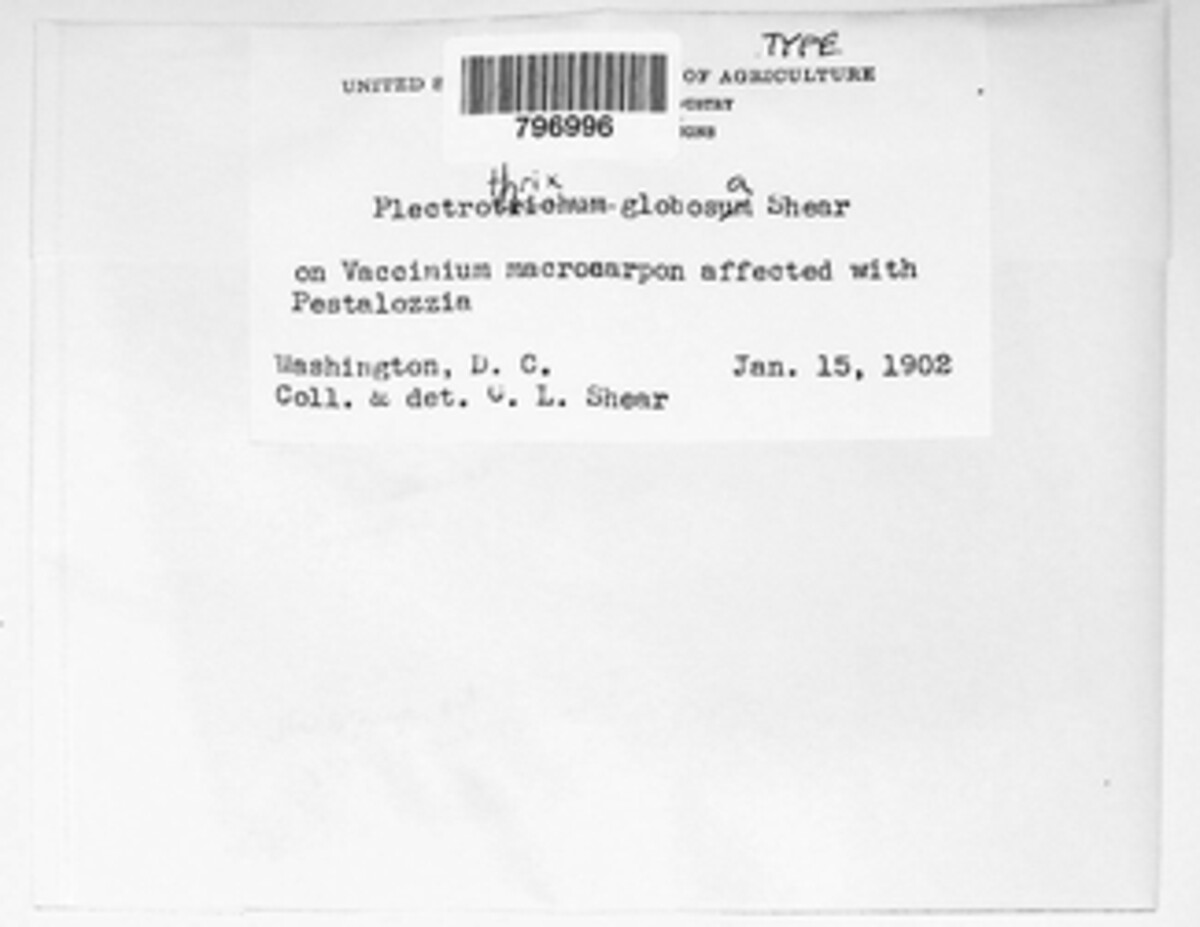 TYPE
UNITED S OF AGRICULTURE
796996
thrix a
Plectrotrichum globosum Shear
on Vaccinium macrocarpon affected with
Pestalozzia
Washington, D. C. Jan. 15, 1902
Coll. & det. C. L. Shear